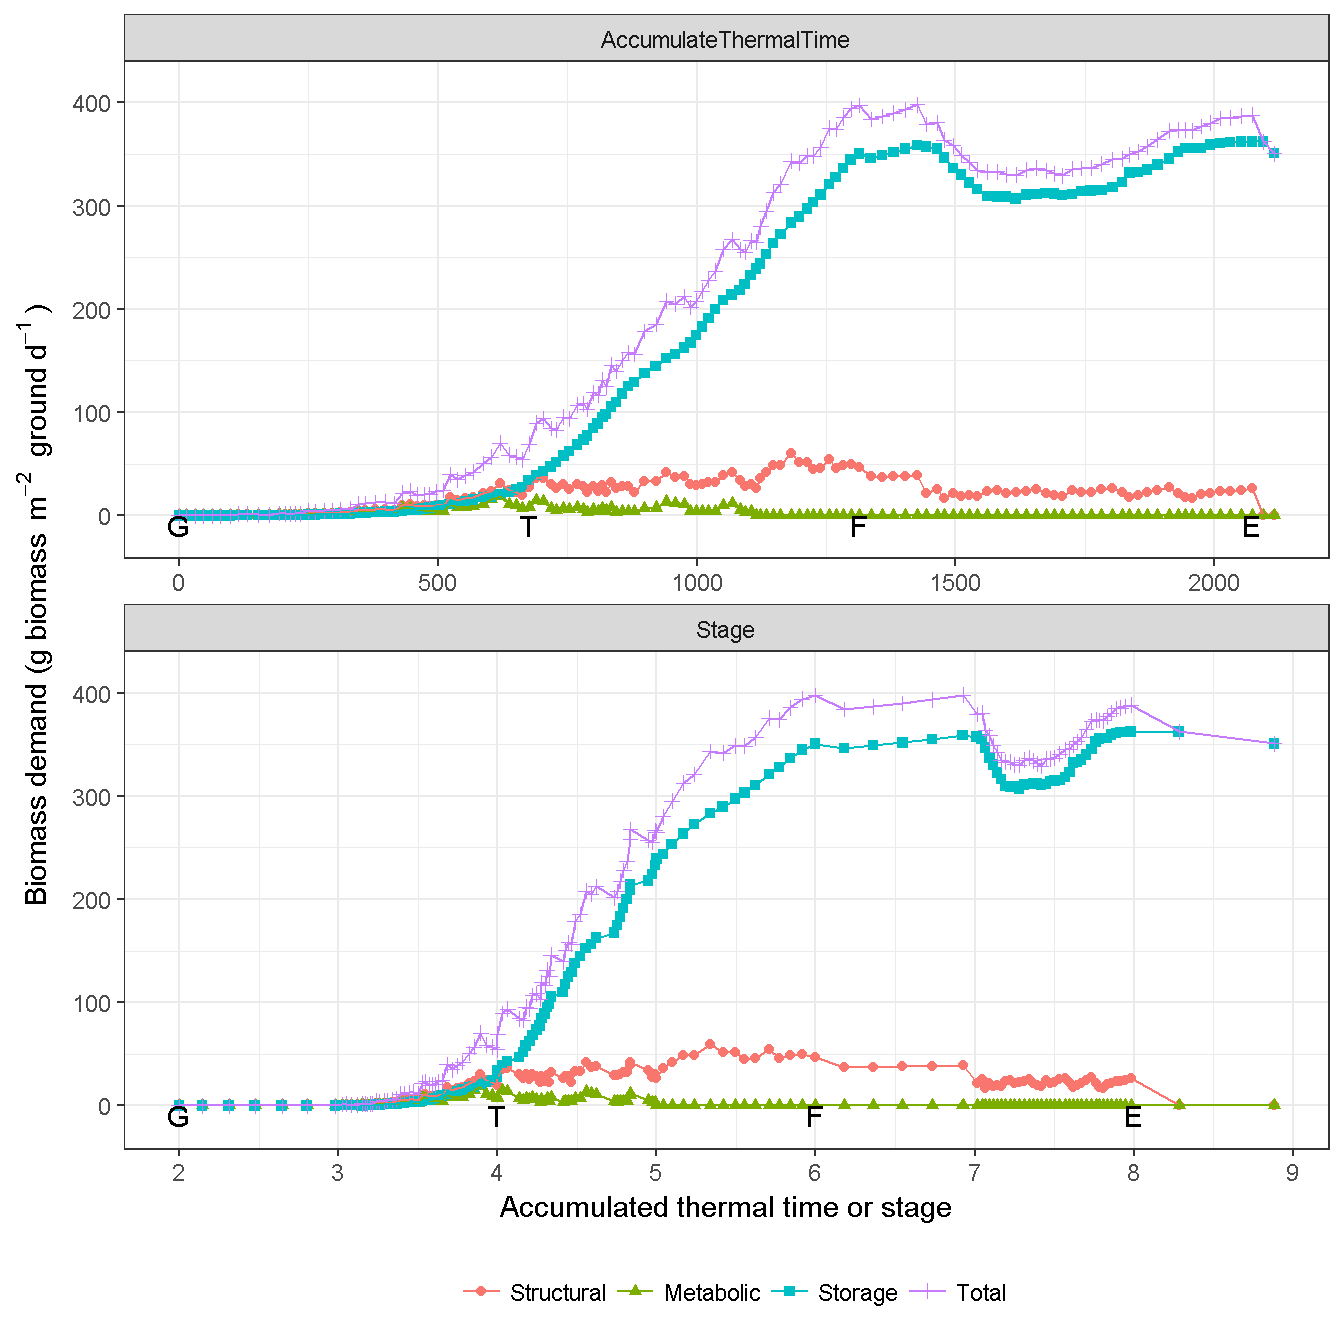 AccumulateThermalTime
400
300
200
100
0
G
T
F
E
0
500
1000
1500
2000
Biomass demand (g biomass m⁻² ground d⁻¹)
Stage
400
300
200
100
0
G
T
F
E
2
3
4
5
6
7
8
9
Accumulated thermal time or stage
Structural Metabolic Storage Total